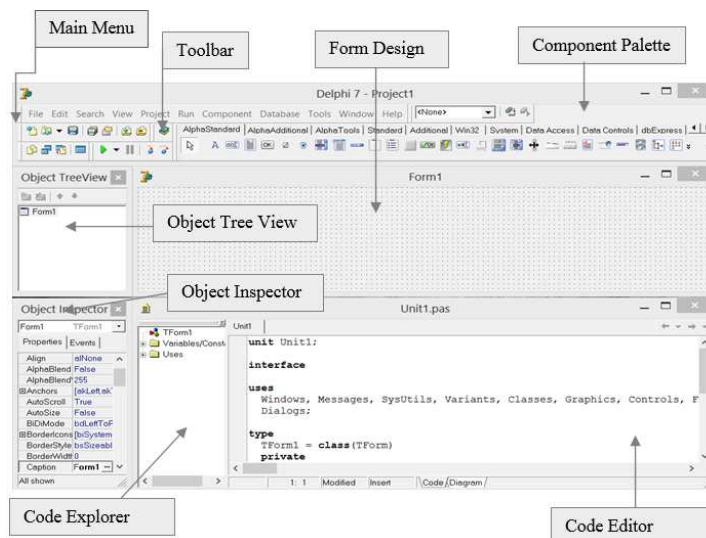 Main Menu
Toolbar
Form Design
Component Palette
Delphi 7 - Project1
File Edit Search View Project Run Component Database Tools Window Help <None>
AlphaStandard AlphaAdditional AlphaTools Standard Additional Win32 System Data Access Data Controls dbExpress
Object TreeView
Form1
Form1
Object Tree View
Object Inspector
Object Inspector
Unit1.pas
Form1 TForm1
Properties Events
Align alNone
AlphaBlend False
AlphaBlend 255
Anchors [akLeft,ak
AutoScroll True
AutoSize False
BiDiMode bdLeftToR
BorderIcons [biSystem
BorderStyle bsSizeabl
BorderWidth 0
Caption Form1
All shown
TForm1
Variables/Const
Uses
Unit1
unit Unit1;
interface
uses
Windows, Messages, SysUtils, Variants, Classes, Graphics, Controls, F
Dialogs;
type
TForm1 = class(TForm)
private
1: 1 Modified Insert Code Diagram
Code Explorer
Code Editor